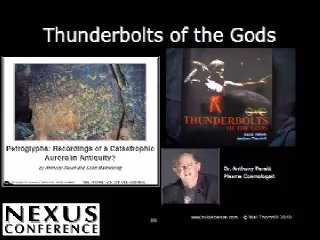 Thunderbolts of the Gods
THUNDERBOLTS
OF THE GODS
Petroglyphs: Recordings of a Catastrophic
Aurora in Antiquity?
Dr. Anthony Peratt
Plasma Cosmologist
NEXUS
CONFERENCE